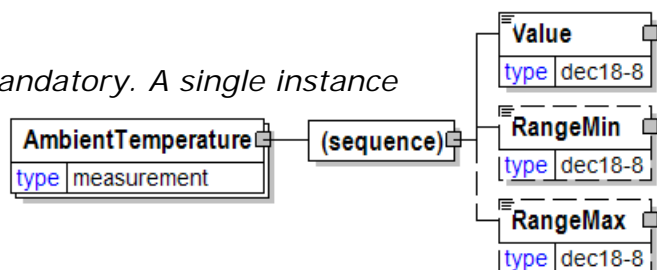 Value
type dec18-8
andatory. A single instance
RangeMin
type dec18-8
AmbientTemperature
type measurement
(sequence)
RangeMax
type dec18-8